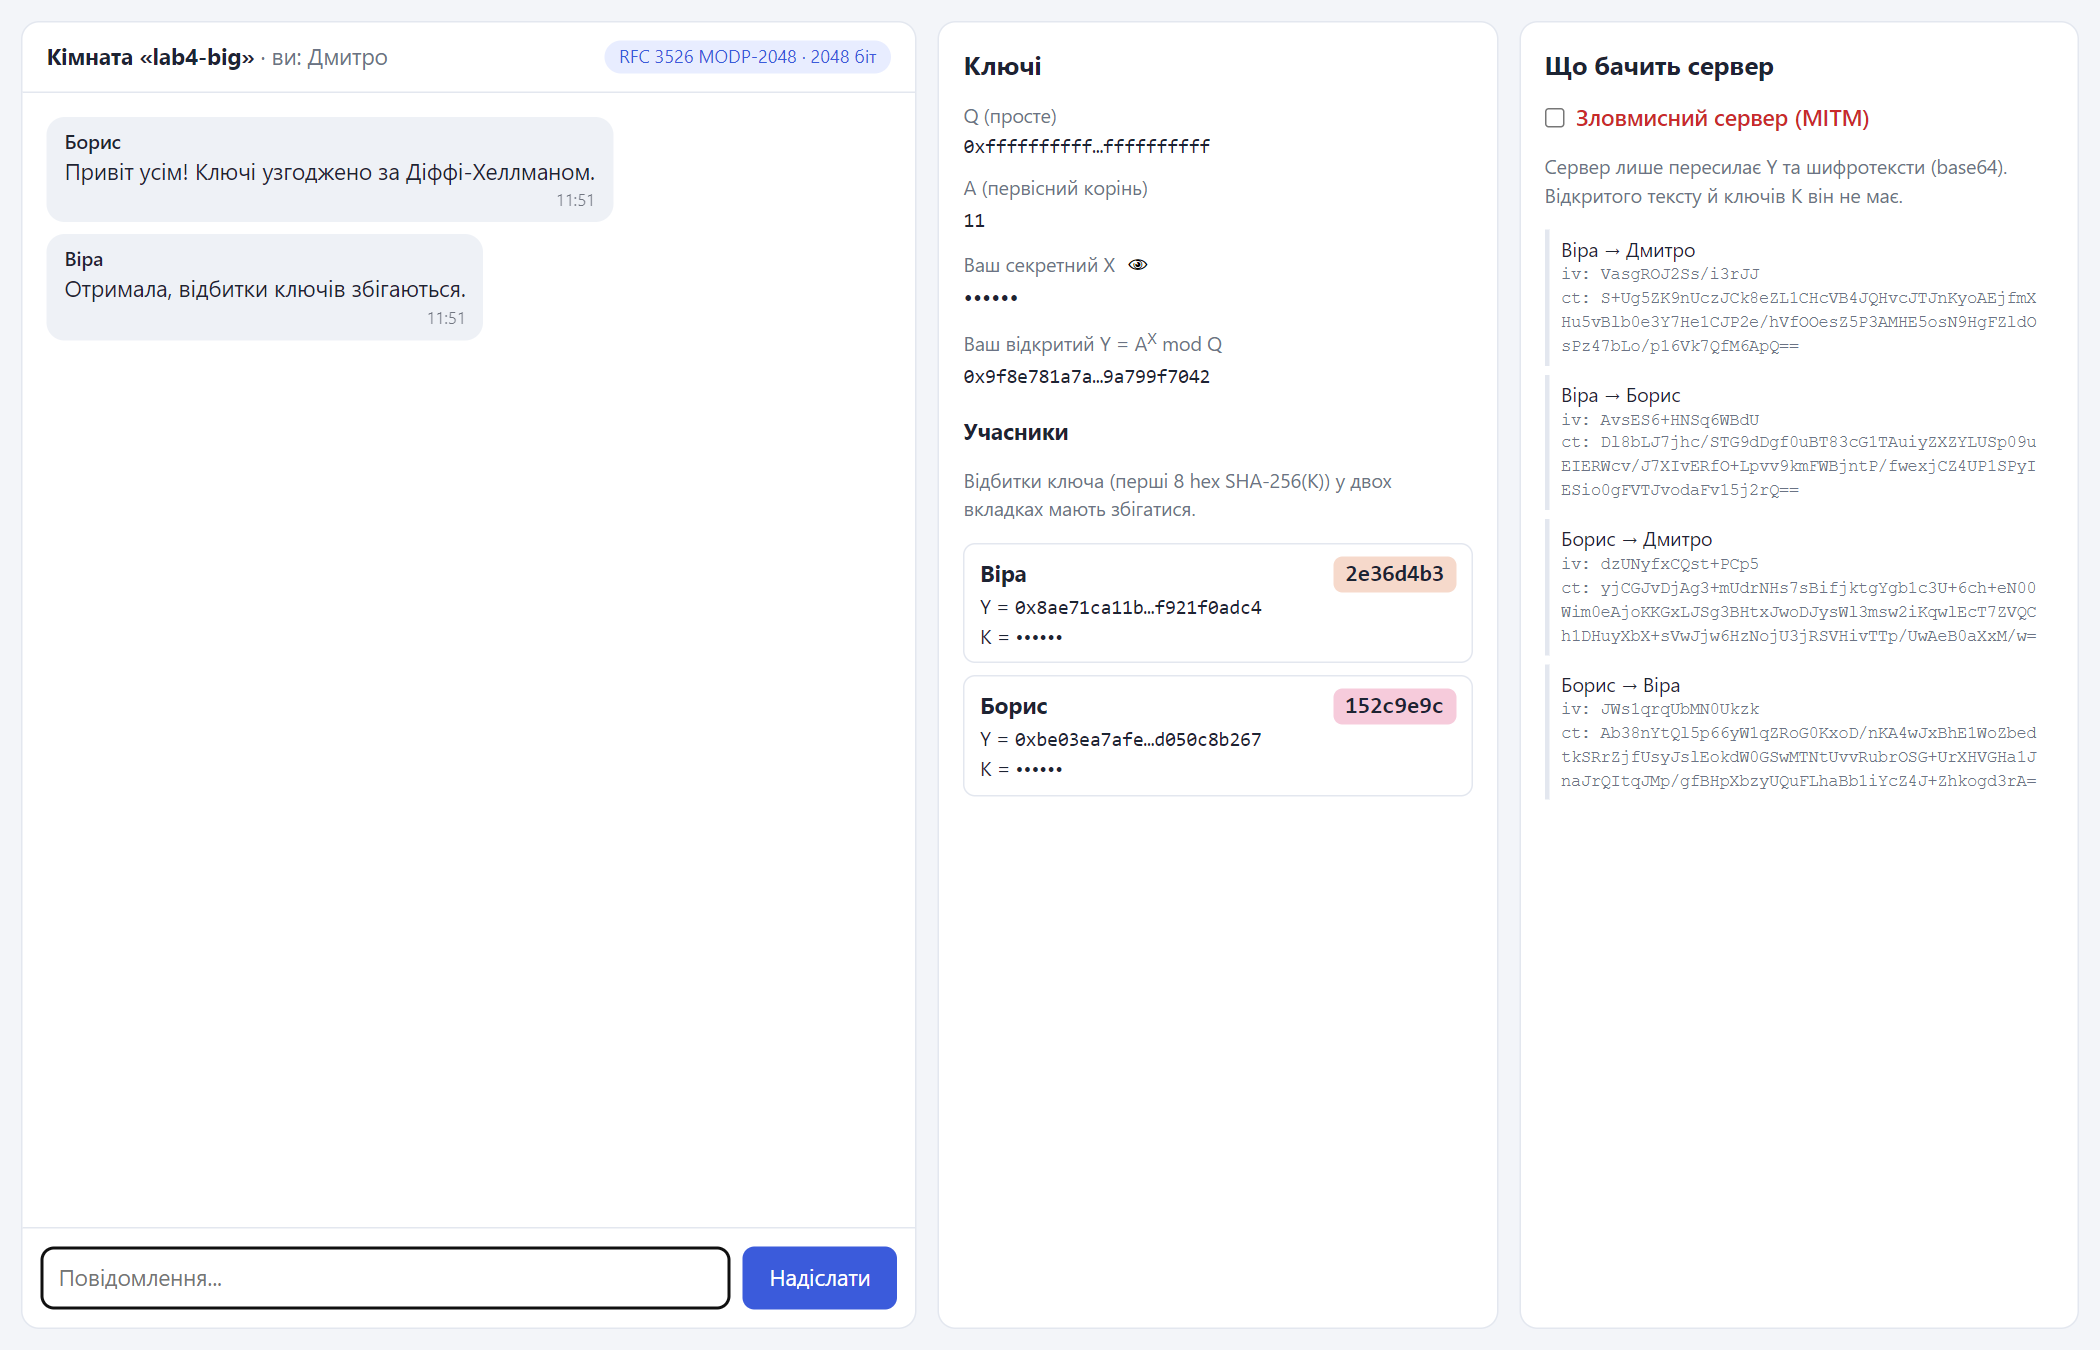 Кімната «lab4-big» · ви: Дмитро
RFC 3526 MODP-2048 · 2048 біт
Борис
Привіт усім! Ключі узгоджено за Діффі-Хеллманом.
11:51
Віра
Отримала, відбитки ключів збігаються.
11:51
Повідомлення...
Надіслати
Ключі
Q (просте)
0xffffffffff…ffffffffff
A (первісний корінь)
11
Ваш секретний X
••••••
Ваш відкритий Y = A^X mod Q
0x9f8e781a7a…9a799f7042
Учасники
Відбитки ключа (перші 8 hex SHA-256(K)) у двох
вкладках мають збігатися.
Віра
2e36d4b3
Y = 0x8ae71ca11b…f921f0adc4
K = ••••••
Борис
152c9e9c
Y = 0xbe03ea7afe…d050c8b267
K = ••••••
Що бачить сервер
Зловмисний сервер (MITM)
Сервер лише пересилає Y та шифротексти (base64).
Відкритого тексту й ключів K він не має.
Віра → Дмитро
iv: VasgROJ2Ss/i3rJJ
ct: S+Ug5ZK9nUczJCk8eZL1CHcVB4JQHvcJTJnKyoAEjfmX
Hu5vBlb0e3Y7He1CJP2e/hVfOOesZ5P3AMHE5osN9HgFZldO
sPz47bLo/p16Vk7QfM6ApQ==
Віра → Борис
iv: AvsES6+HNSq6WBdU
ct: Dl8bLJ7jhc/STG9dDgf0uBT83cG1TAuiyZXZYLUSp09u
EIERWcv/J7XIvERfO+Lpvv9kmFWBjntP/fwexjCZ4UP1SPyI
ESio0gFVTJvodaFv15j2rQ==
Борис → Дмитро
iv: dzUNyfxCQst+PCp5
ct: yjCGJvDjAg3+mUdrNHs7sBifjktgYgb1c3U+6ch+eN00
Wim0eAjoKKGxLJSg3BHtxJwoDJysWl3msw2iKqwlEcT7ZVQC
h1DHuyXbX+sVwJjw6HzNojU3jRSVHivTTp/UwAeB0aXxM/w=
Борис → Віра
iv: JWs1qrqUbMN0Ukzk
ct: Ab38nYtQl5p66yW1qZRoG0KxoD/nKA4wJxBhE1WoZbed
tkSRrZjfUsyJslEokdW0GSwMTNtUvvRubrOSG+UrXHVGHa1J
naJrQItqJMp/gfBHpXbzyUQuFLhaBb1iYcZ4J+Zhkogd3rA=